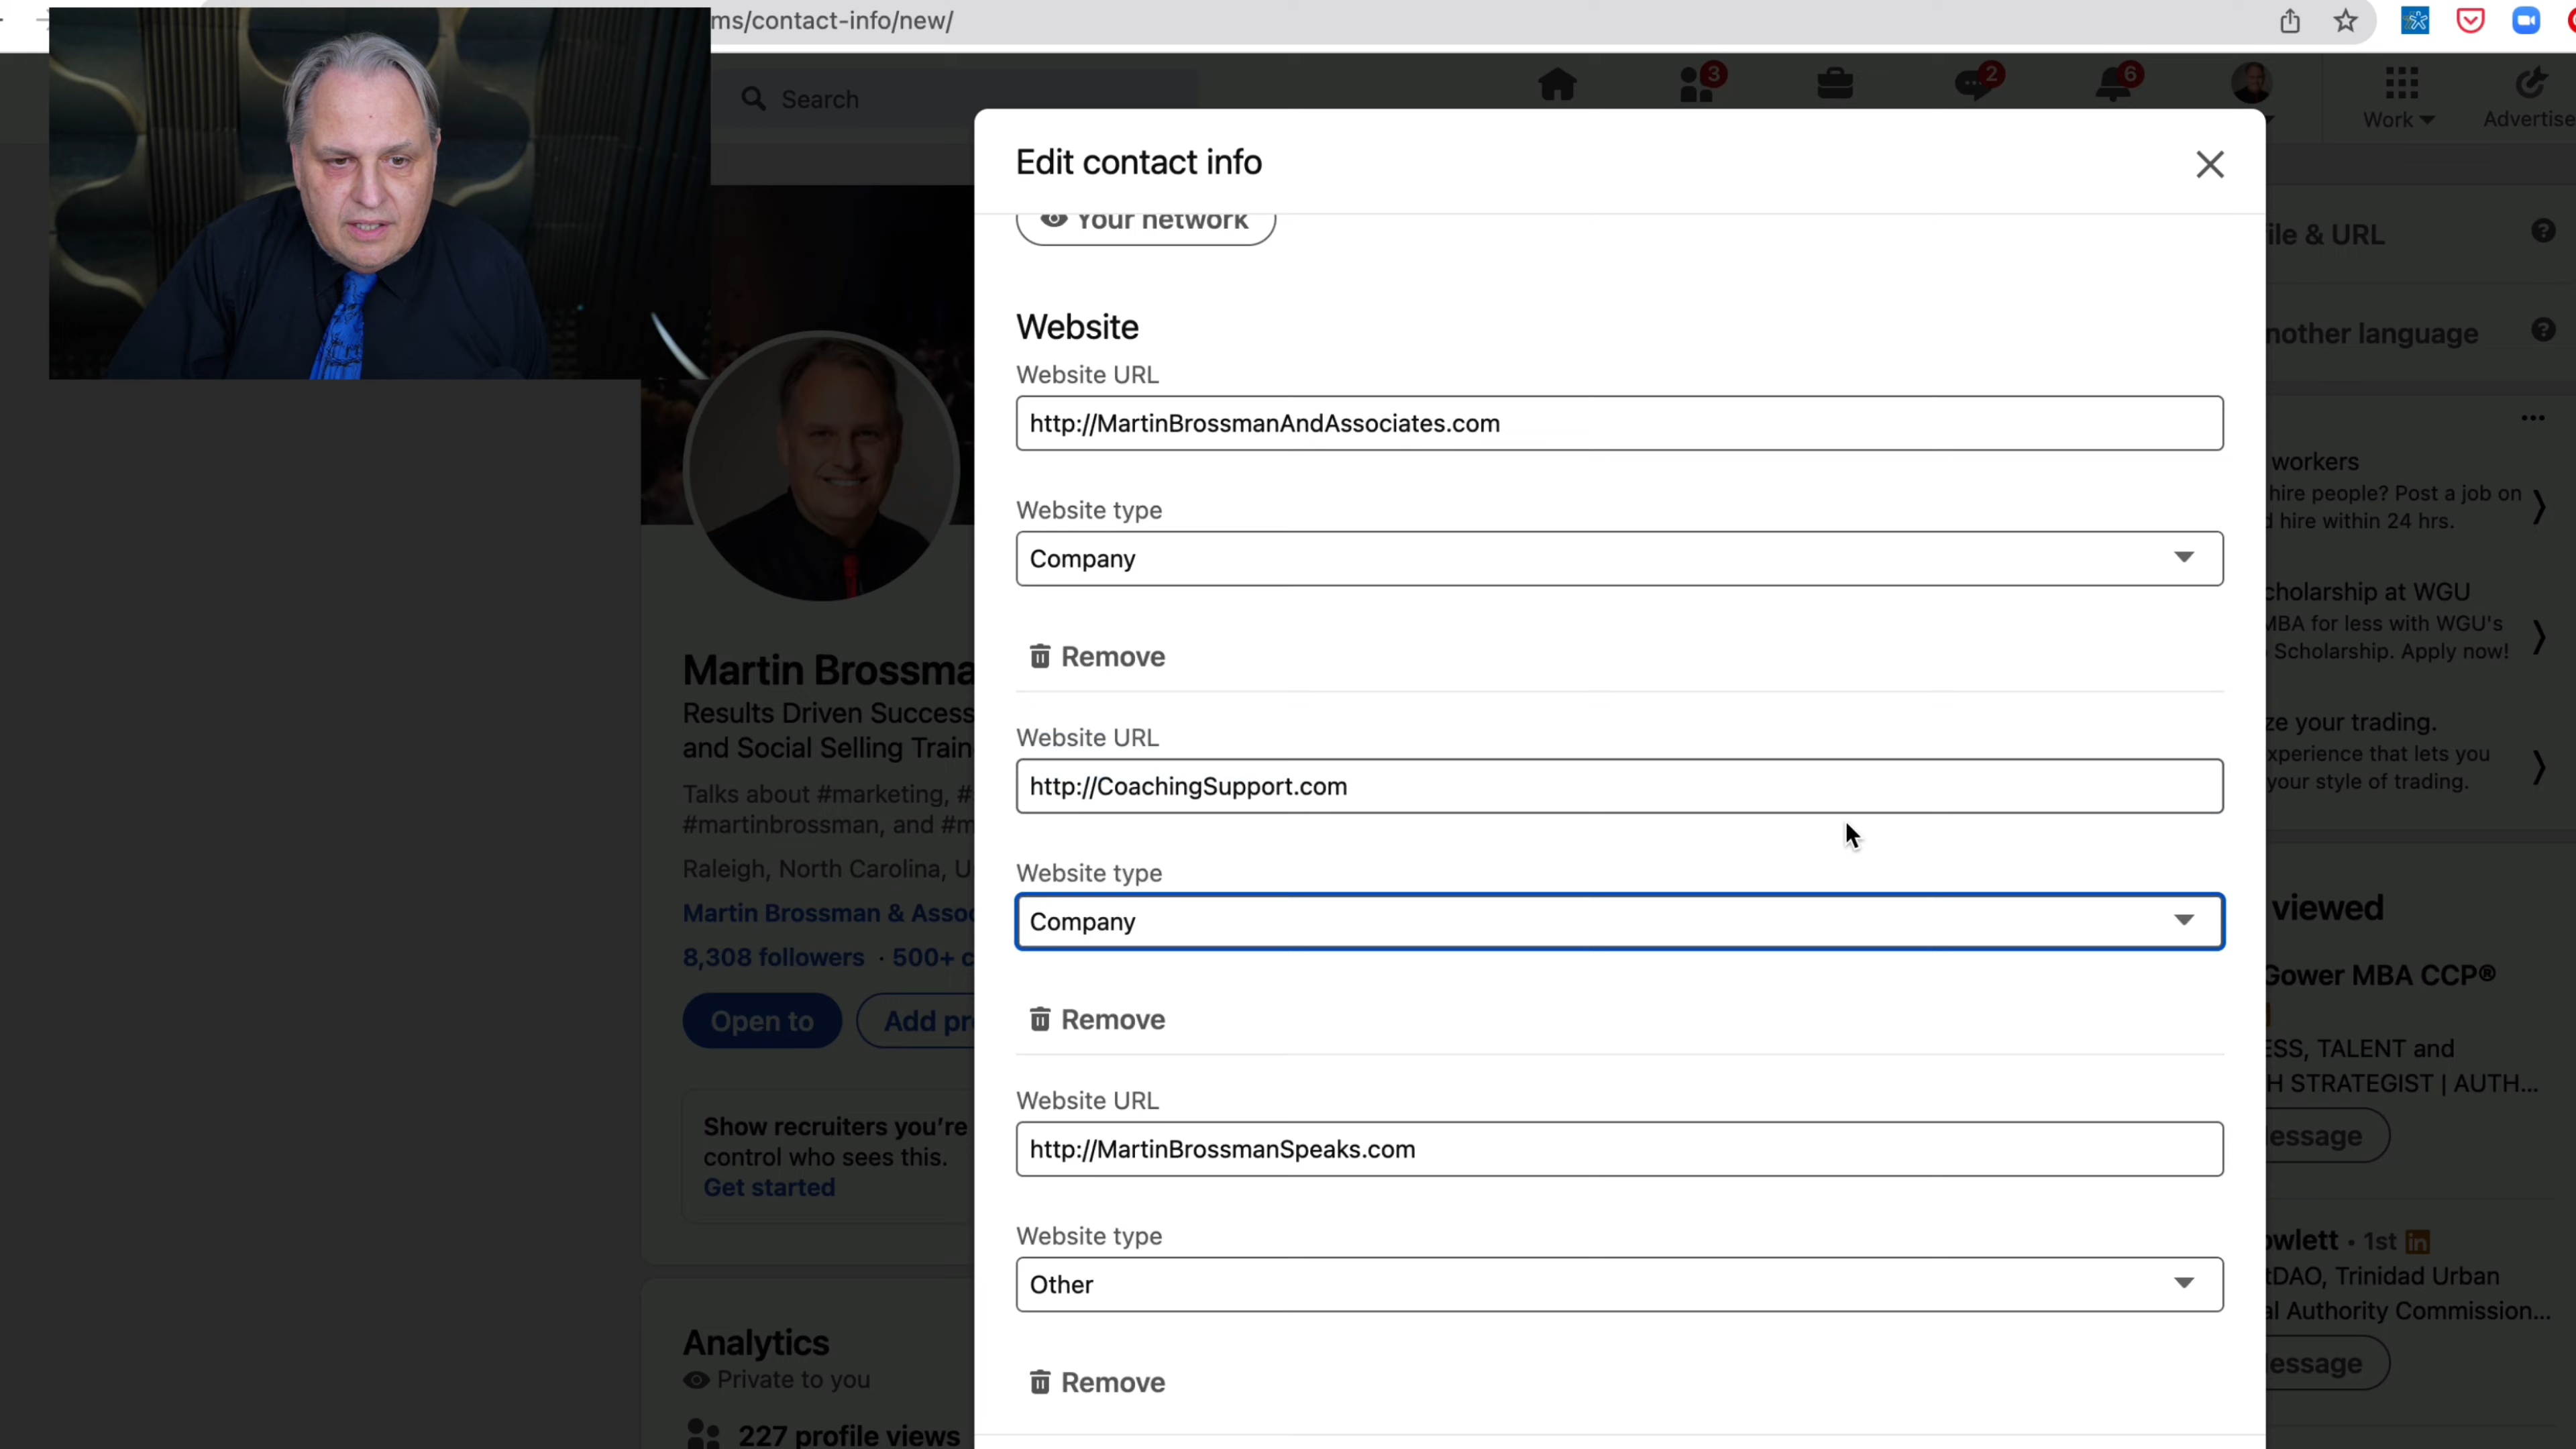 ms/contact-info/new/
Search
3
2
6
Work
Advertise
Edit contact info
Your network
Website
Website URL
http://MartinBrossmanAndAssociates.com
Website type
Company
Remove
Website URL
http://CoachingSupport.com
Website type
Company
Remove
Website URL
http://MartinBrossmanSpeaks.com
Website type
Other
Remove
Martin Brossma
Results Driven Success
and Social Selling Train
Talks about #marketing, #
#martinbrossman, and #m
Raleigh, North Carolina, U
Martin Brossman & Asso
8,308 followers · 500+ c
Open to
Add pr
Show recruiters you're
control who sees this.
Get started
Analytics
Private to you
227 profile views
ile & URL
nother language
workers
hire people? Post a job on
d hire within 24 hrs.
cholarship at WGU
MBA for less with WGU's
Scholarship. Apply now!
ze your trading.
xperience that lets you
your style of trading.
viewed
Gower MBA CCP®
ESS, TALENT and
H STRATEGIST | AUTH...
essage
owlett · 1st in
tDAO, Trinidad Urban
al Authority Commission...
essage